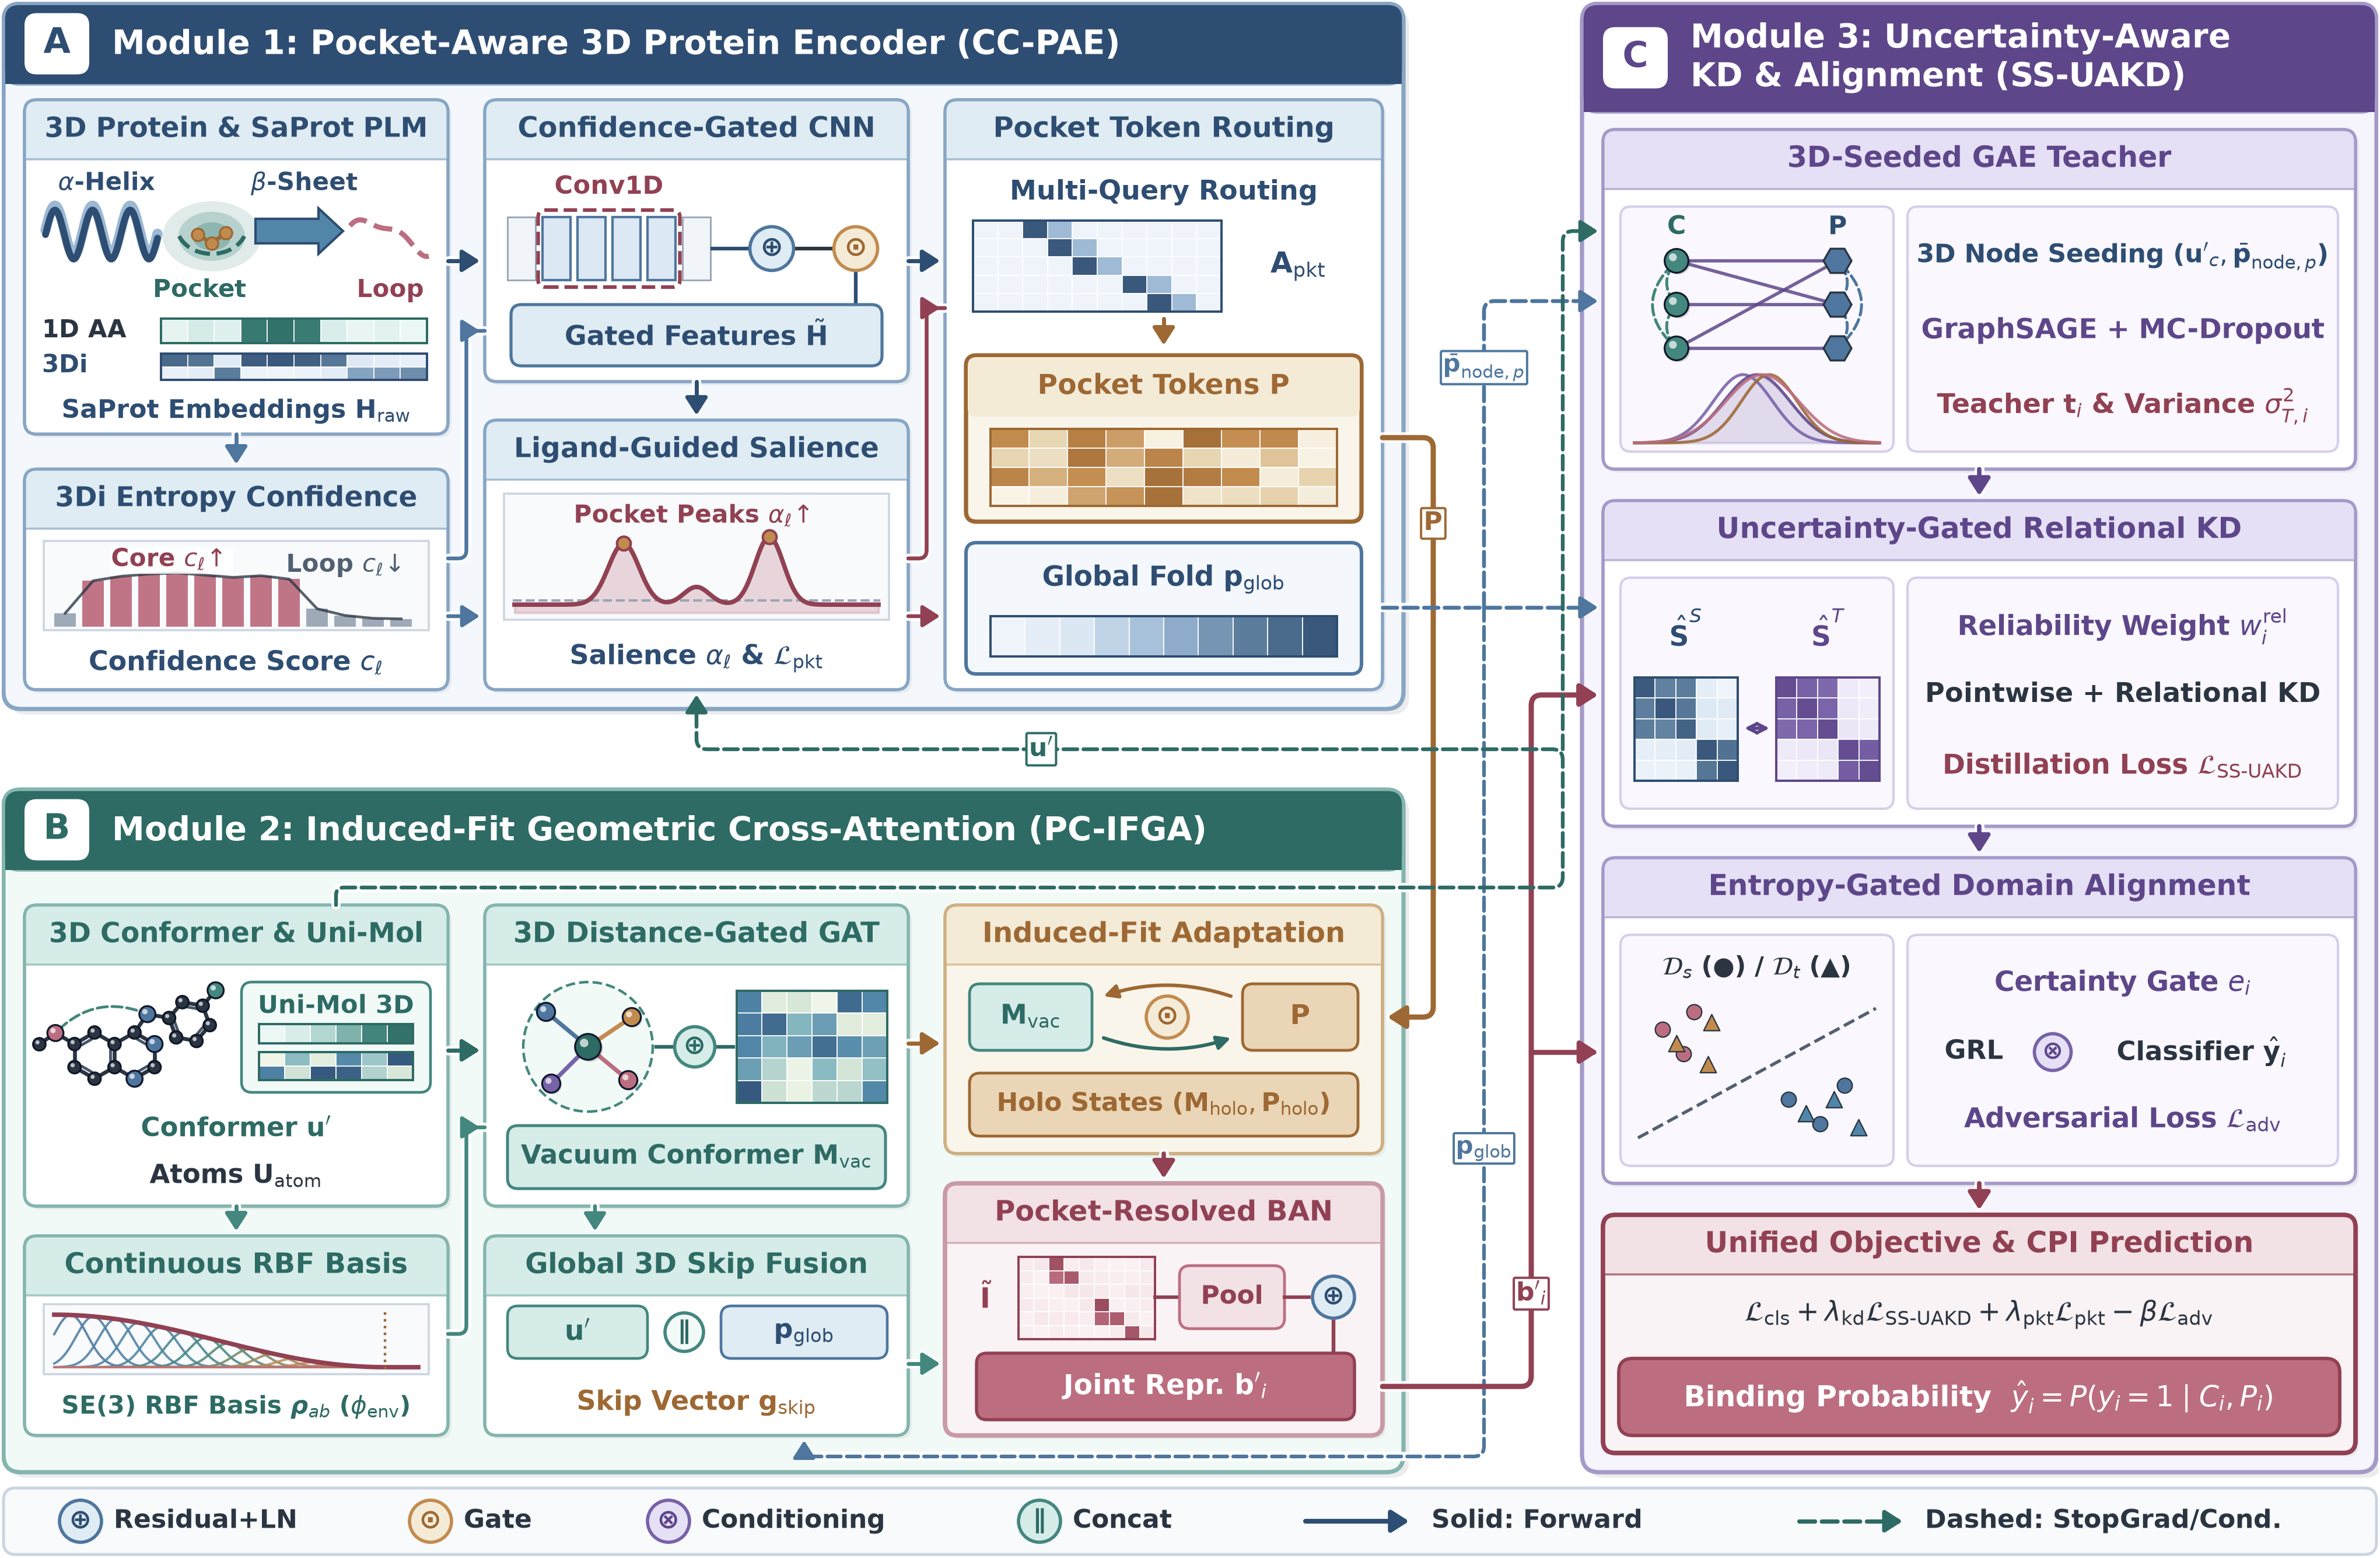 A
Module 1: Pocket-Aware 3D Protein Encoder (CC-PAE)
3D Protein & SaProt PLM
α-Helix
β-Sheet
Pocket
Loop
1D AA
3Di
SaProt Embeddings H_raw
3Di Entropy Confidence
Core c_ℓ↑
Loop c_ℓ↓
Confidence Score c_ℓ
Confidence-Gated CNN
Conv1D
⊕
⊙
Gated Features H̃
Ligand-Guided Salience
Pocket Peaks α_ℓ↑
Salience α_ℓ & ℒ_pkt
Pocket Token Routing
Multi-Query Routing
A_pkt
Pocket Tokens P
Global Fold p_glob
u′
P
p̄_node,p
p_glob
b′_i
B
Module 2: Induced-Fit Geometric Cross-Attention (PC-IFGA)
3D Conformer & Uni-Mol
Uni-Mol 3D
Conformer u′
Atoms U_atom
Continuous RBF Basis
SE(3) RBF Basis ρ_ab (ϕ_env)
3D Distance-Gated GAT
⊕
Vacuum Conformer M_vac
Global 3D Skip Fusion
u′
∥
p_glob
Skip Vector g_skip
Induced-Fit Adaptation
M_vac
⊙
P
Holo States (M_holo, P_holo)
Pocket-Resolved BAN
Ĩ
Pool
⊕
Joint Repr. b′_i
C
Module 3: Uncertainty-Aware
KD & Alignment (SS-UAKD)
3D-Seeded GAE Teacher
C
P
3D Node Seeding (u′_c, p̄_node,p)
GraphSAGE + MC-Dropout
Teacher t_i & Variance σ²_T,i
Uncertainty-Gated Relational KD
Ŝ^S
Ŝ^T
Reliability Weight w_i^rel
Pointwise + Relational KD
Distillation Loss ℒ_SS-UAKD
Entropy-Gated Domain Alignment
𝒟_s (●) / 𝒟_t (▲)
Certainty Gate e_i
GRL ⊗ Classifier ŷ_i
Adversarial Loss ℒ_adv
Unified Objective & CPI Prediction
ℒ_cls + λ_kd ℒ_SS-UAKD + λ_pkt ℒ_pkt − βℒ_adv
Binding Probability ŷ_i = P(y_i = 1 | C_i, P_i)
⊕ Residual+LN
⊙ Gate
⊗ Conditioning
∥ Concat
Solid: Forward
Dashed: StopGrad/Cond.